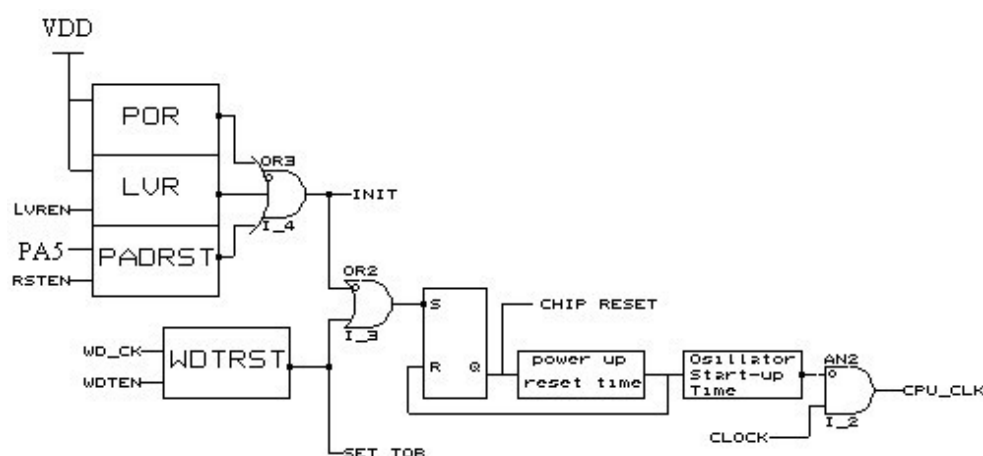 VDD
POR
LVR
LVREN
PA5
PADRST
RSTEN
OR3
I_4
INIT
OR2
I_3
WD_CK
WDTEN
WDTRST
SET TOB
S
R Q
CHIP RESET
power up
reset time
Osillator
Start-up
Time
AN2
I_2
CPU_CLK
CLOCK